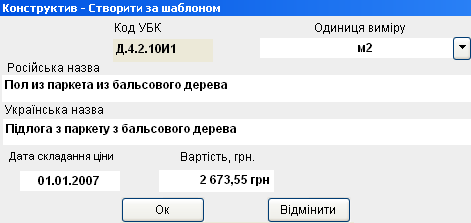 Конструктив - Створити за шаблоном
Код УБК Одиниця виміру
Д.4.2.10И1 м2
Російська назва
Пол из паркета из бальсового дерева
Українська назва
Підлога з паркету з бальсового дерева
Дата складання ціни Вартість, грн.
01.01.2007 2 673,55 грн
Ок Відмінити